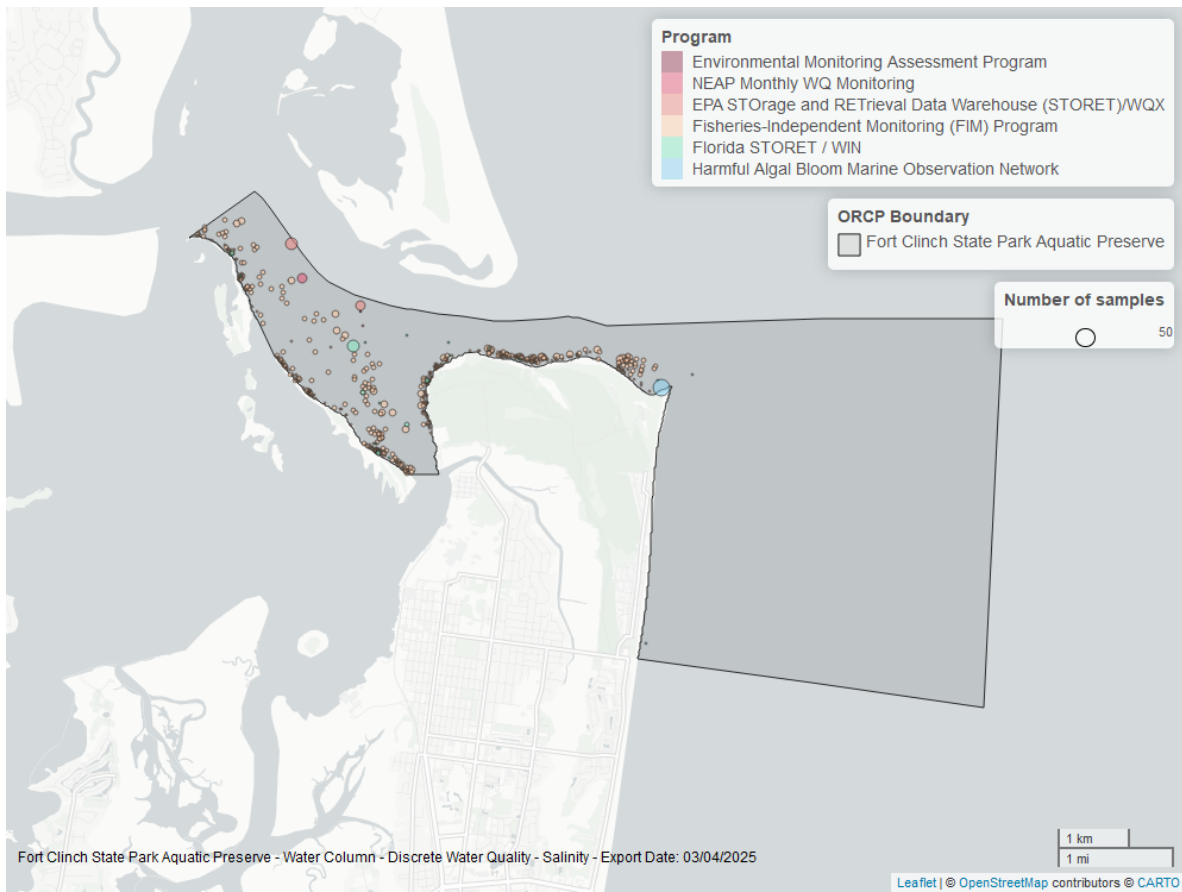 Program
Environmental Monitoring Assessment Program
NEAP Monthly WQ Monitoring
EPA STOrage and RETrieval Data Warehouse (STORET)/WQX
Fisheries-Independent Monitoring (FIM) Program
Florida STORET / WIN
Harmful Algal Bloom Marine Observation Network
ORCP Boundary
Fort Clinch State Park Aquatic Preserve
Number of samples
50
1 km
1 mi
Fort Clinch State Park Aquatic Preserve - Water Column - Discrete Water Quality - Salinity - Export Date: 03/04/2025
Leaflet | © OpenStreetMap contributors © CARTO